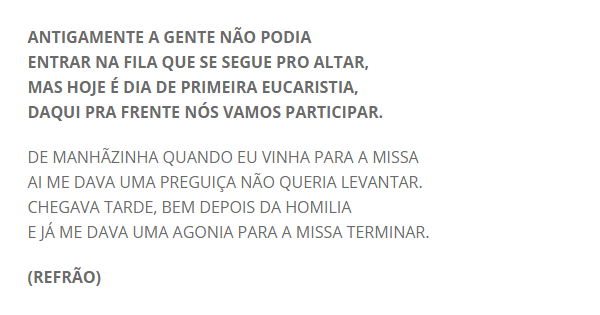 ANTIGAMENTE A GENTE NÃO PODIA
ENTRAR NA FILA QUE SE SEGUE PRO ALTAR,
MAS HOJE É DIA DE PRIMEIRA EUCARISTIA,
DAQUI PRA FRENTE NÓS VAMOS PARTICIPAR.
DE MANHÃZINHA QUANDO EU VINHA PARA A MISSA
AI ME DAVA UMA PREGUIÇA NÃO QUERIA LEVANTAR.
CHEGAVA TARDE, BEM DEPOIS DA HOMILIA
E JÁ ME DAVA UMA AGONIA PARA A MISSA TERMINAR.
(REFRÃO)